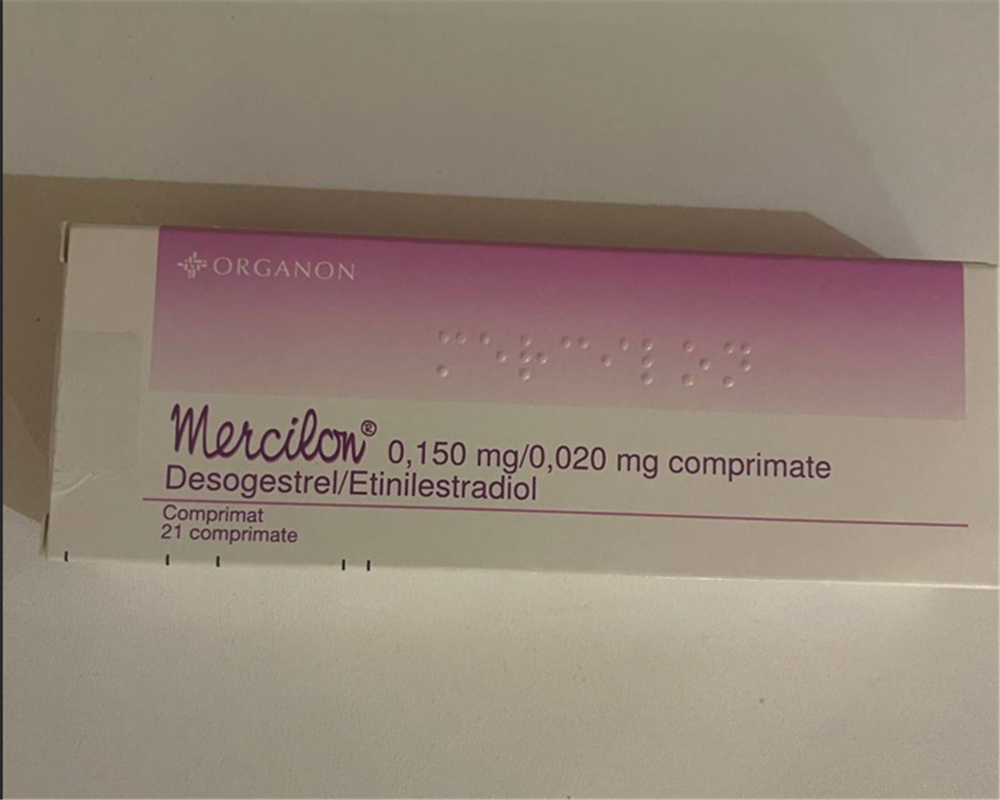 ORGANON
Mercilon® 0,150 mg/0,020 mg comprimate
Desogestrel/Etinilestradiol
Comprimat
21 comprimate